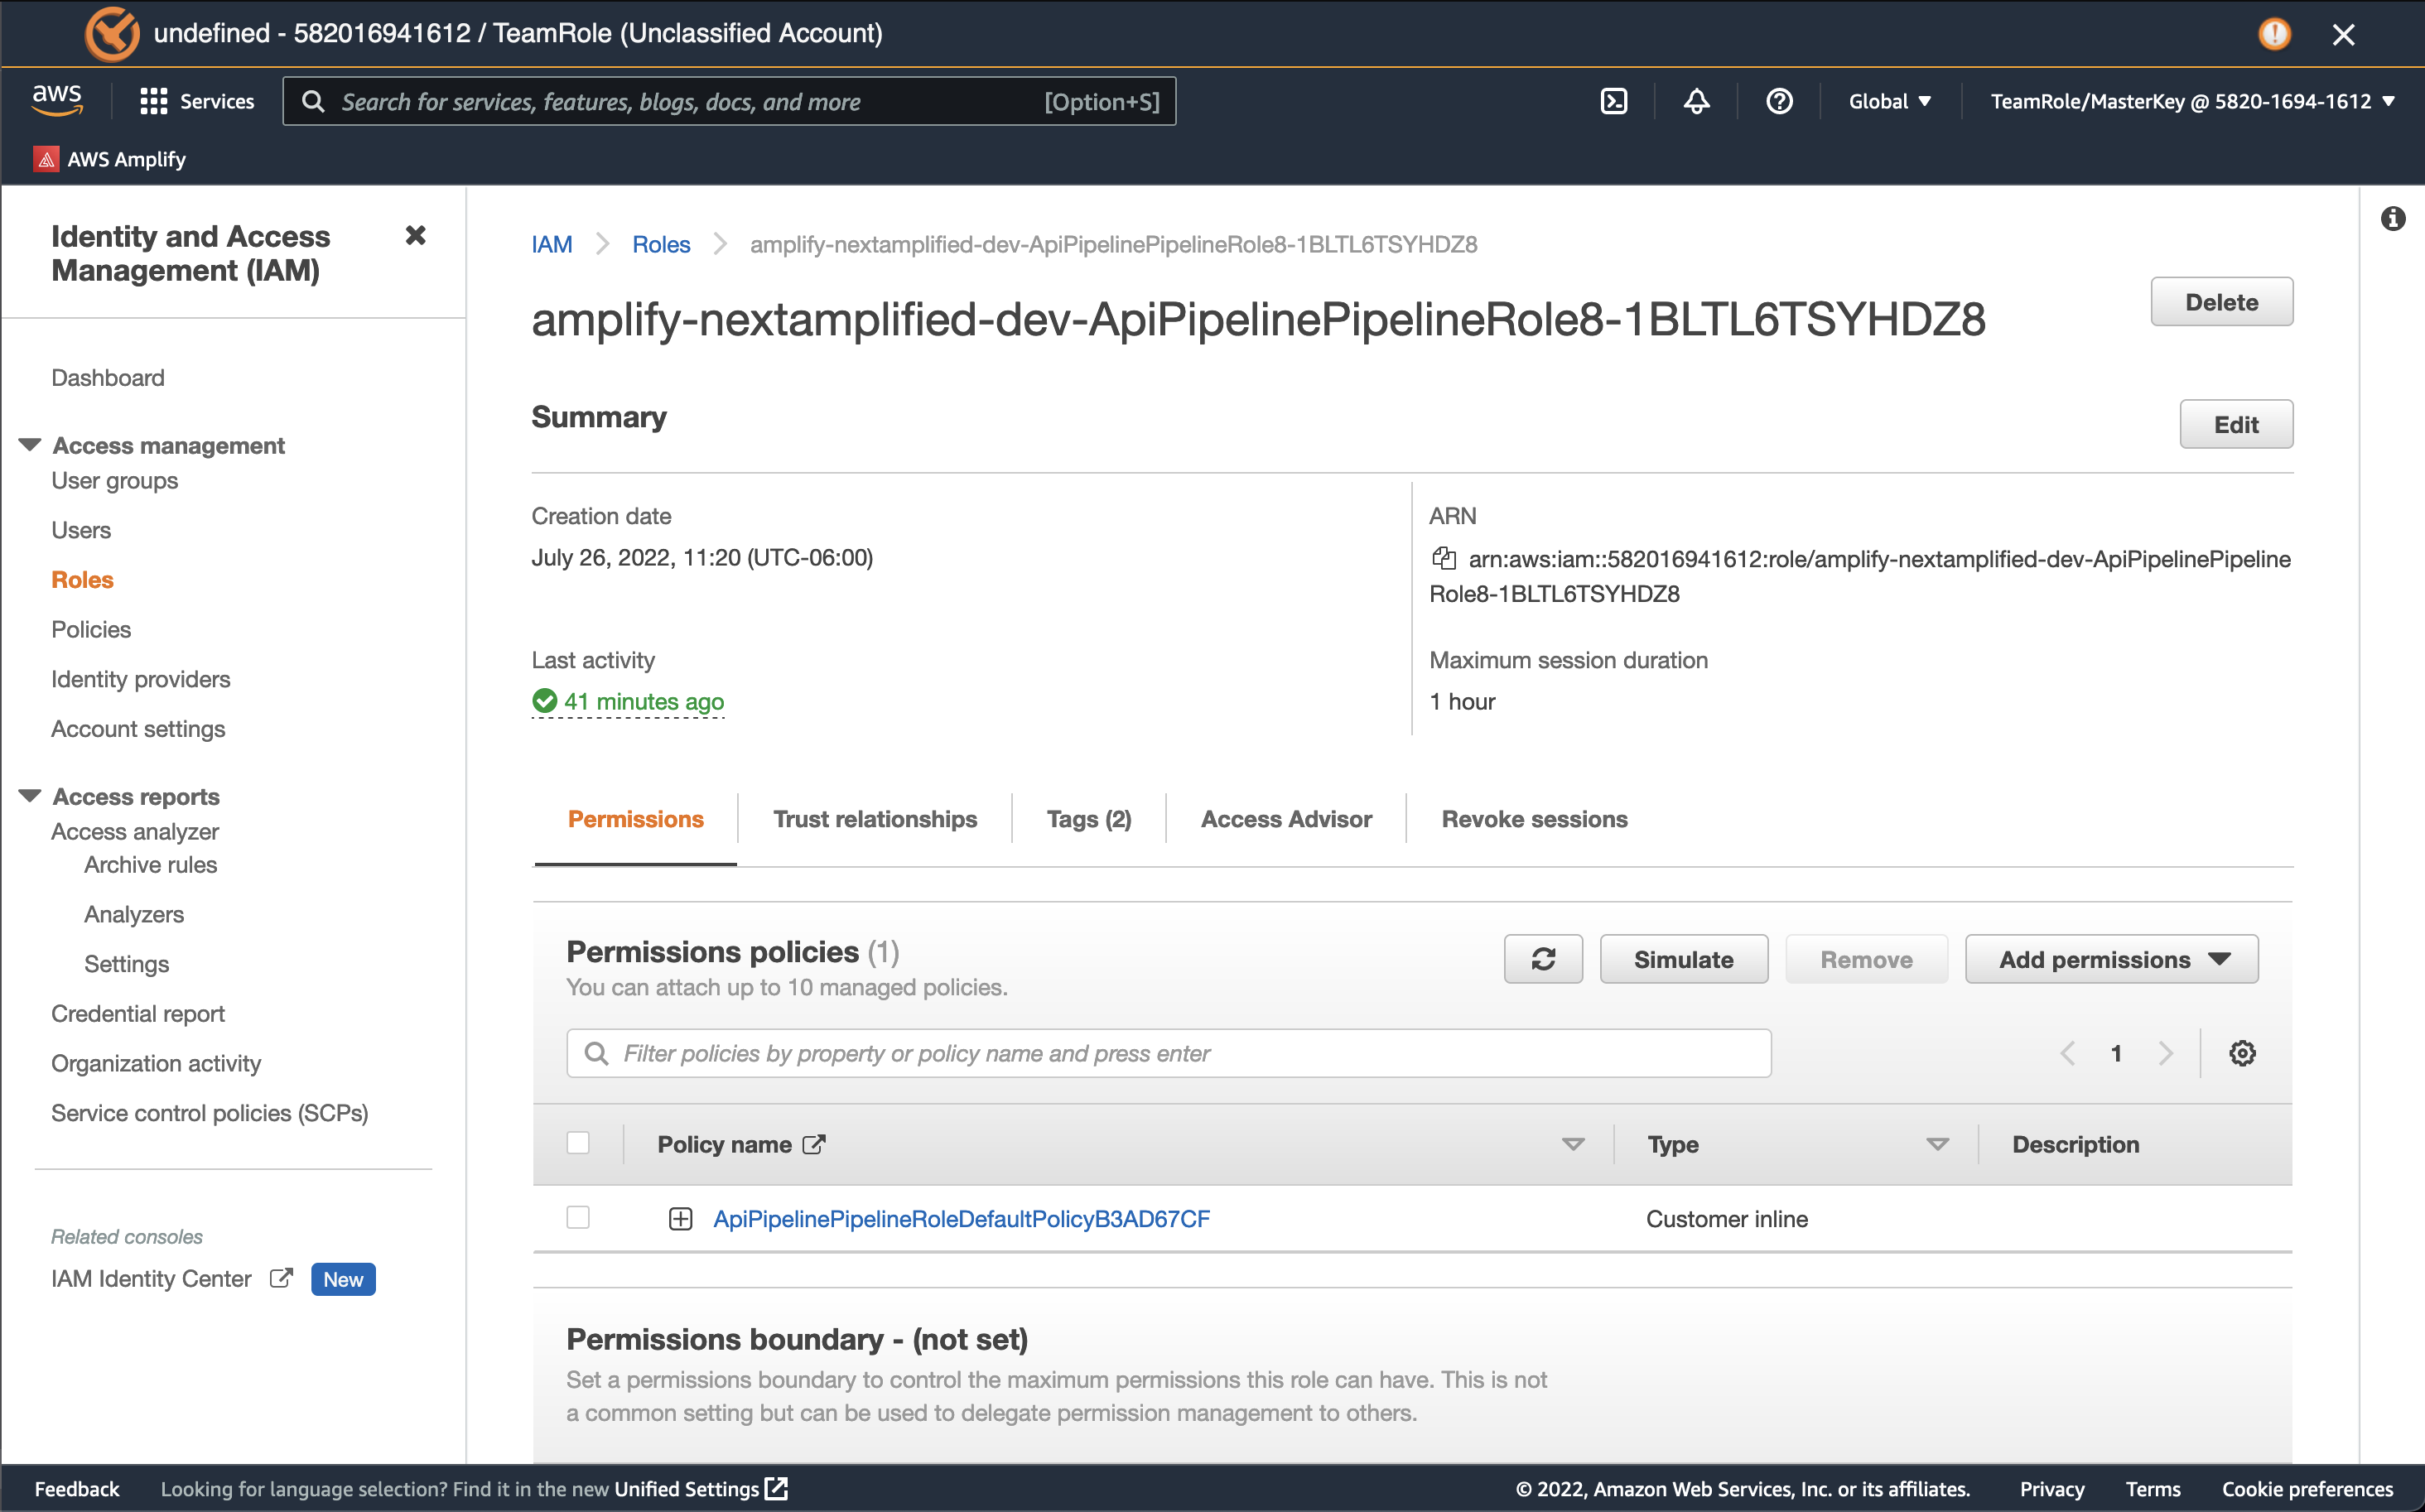 undefined - 582016941612 / TeamRole (Unclassified Account)
aws
Services
Search for services, features, blogs, docs, and more [Option+S]
Global
TeamRole/MasterKey @ 5820-1694-1612
AWS Amplify
Identity and Access
Management (IAM)
Dashboard
Access management
User groups
Users
Roles
Policies
Identity providers
Account settings
Access reports
Access analyzer
Archive rules
Analyzers
Settings
Credential report
Organization activity
Service control policies (SCPs)
Related consoles
IAM Identity Center New
IAM Roles amplify-nextamplified-dev-ApiPipelinePipelineRole8-1BLTL6TSYHDZ8
amplify-nextamplified-dev-ApiPipelinePipelineRole8-1BLTL6TSYHDZ8
Delete
Summary
Edit
Creation date
July 26, 2022, 11:20 (UTC-06:00)
ARN
arn:aws:iam::582016941612:role/amplify-nextamplified-dev-ApiPipelinePipeline
Role8-1BLTL6TSYHDZ8
Last activity
41 minutes ago
Maximum session duration
1 hour
Permissions Trust relationships Tags (2) Access Advisor Revoke sessions
Permissions policies (1)
You can attach up to 10 managed policies.
Simulate Remove Add permissions
Filter policies by property or policy name and press enter
1
Policy name Type Description
ApiPipelinePipelineRoleDefaultPolicyB3AD67CF Customer inline
Permissions boundary - (not set)
Set a permissions boundary to control the maximum permissions this role can have. This is not
a common setting but can be used to delegate permission management to others.
Feedback Looking for language selection? Find it in the new Unified Settings
© 2022, Amazon Web Services, Inc. or its affiliates. Privacy Terms Cookie preferences